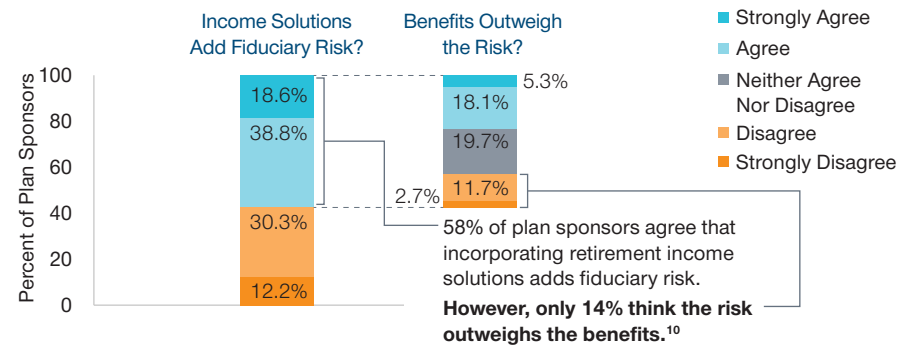 Income Solutions
Add Fiduciary Risk?
Benefits Outweigh
the Risk?
Strongly Agree
Agree
Neither Agree
Nor Disagree
Disagree
Strongly Disagree
Percent of Plan Sponsors
100
80
60
40
20
0
18.6%
38.8%
30.3%
12.2%
5.3%
18.1%
19.7%
11.7%
2.7%
58% of plan sponsors agree that
incorporating retirement income
solutions adds fiduciary risk.
However, only 14% think the risk
outweighs the benefits.¹⁰